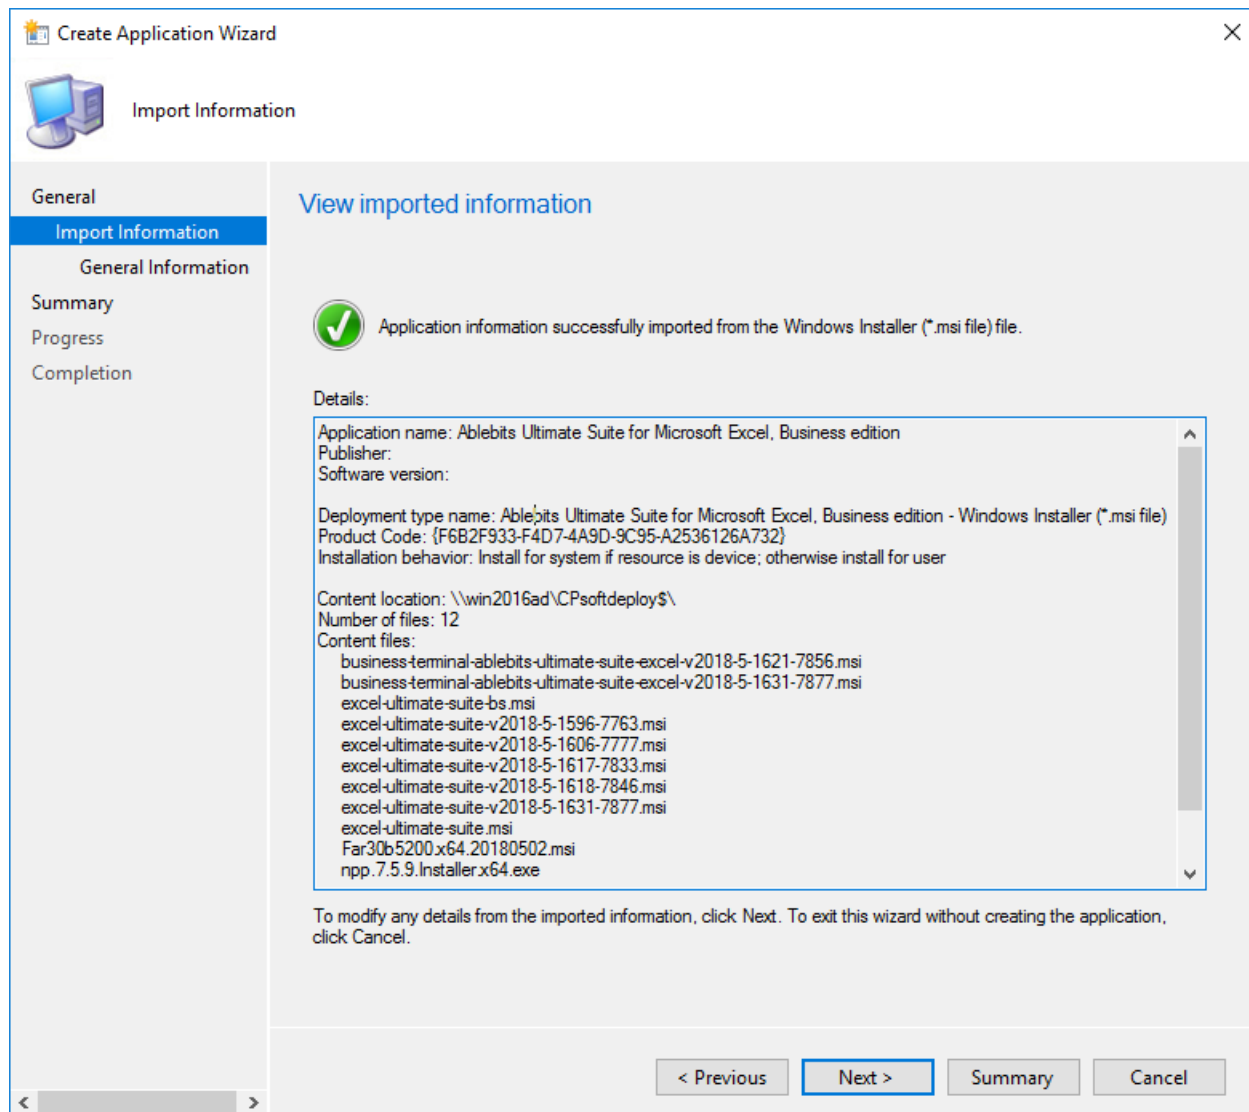 Create Application Wizard
Import Information
General
Import Information
General Information
Summary
Progress
Completion
View imported information
Application information successfully imported from the Windows Installer (*.msi file) file.
Details:
Application name: Ablebits Ultimate Suite for Microsoft Excel, Business edition
Publisher:
Software version:
Deployment type name: Ablebits Ultimate Suite for Microsoft Excel, Business edition - Windows Installer (*.msi file)
Product Code: {F6B2F933-F4D7-4A9D-9C95-A2536126A732}
Installation behavior: Install for system if resource is device; otherwise install for user
Content location: \\win2016ad\CPsoftdeploy$\
Number of files: 12
Content files:
business-terminal-ablebits-ultimate-suite-excel-v2018-5-1621-7856.msi
business-terminal-ablebits-ultimate-suite-excel-v2018-5-1631-7877.msi
excel-ultimate-suite-bs.msi
excel-ultimate-suite-v2018-5-1596-7763.msi
excel-ultimate-suite-v2018-5-1606-7777.msi
excel-ultimate-suite-v2018-5-1617-7833.msi
excel-ultimate-suite-v2018-5-1618-7846.msi
excel-ultimate-suite-v2018-5-1631-7877.msi
excel-ultimate-suite.msi
Far30b5200.x64.20180502.msi
npp.7.5.9.Installer.x64.exe
To modify any details from the imported information, click Next. To exit this wizard without creating the application,
click Cancel.
< Previous
Next >
Summary
Cancel